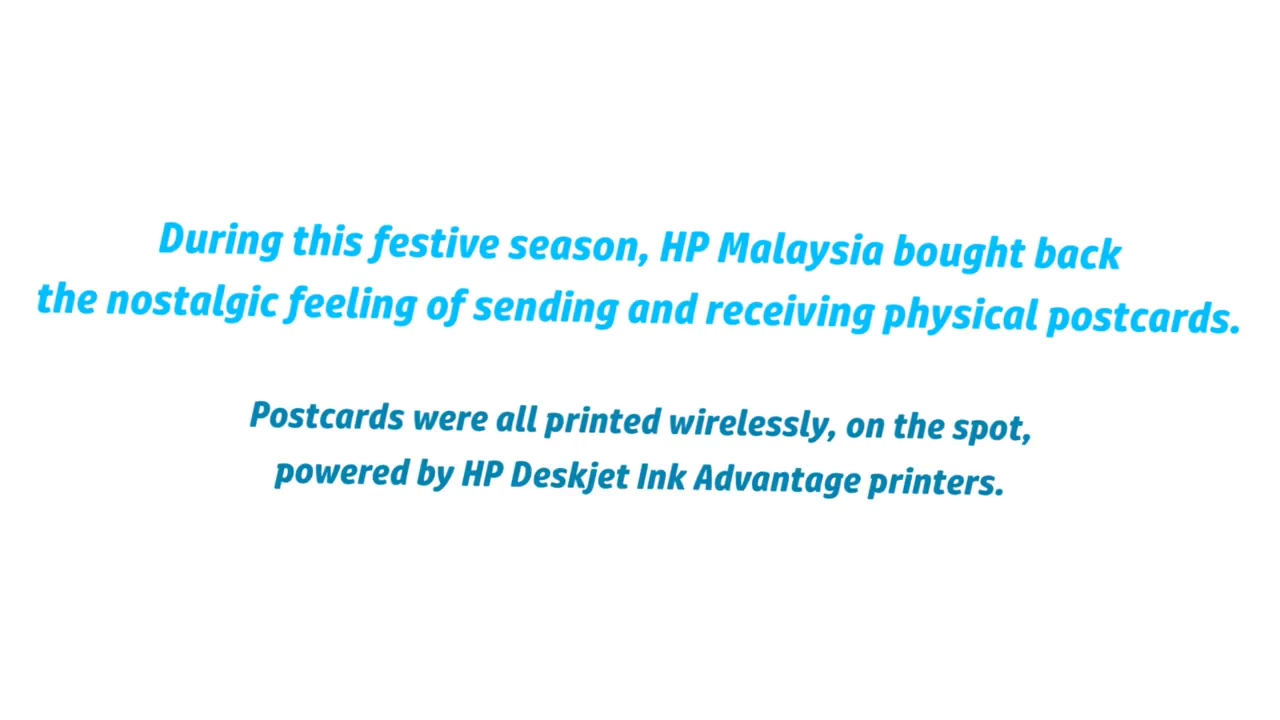 During this festive season, HP Malaysia bought back
the nostalgic feeling of sending and receiving physical postcards.
Postcards were all printed wirelessly, on the spot,
powered by HP Deskjet Ink Advantage printers.